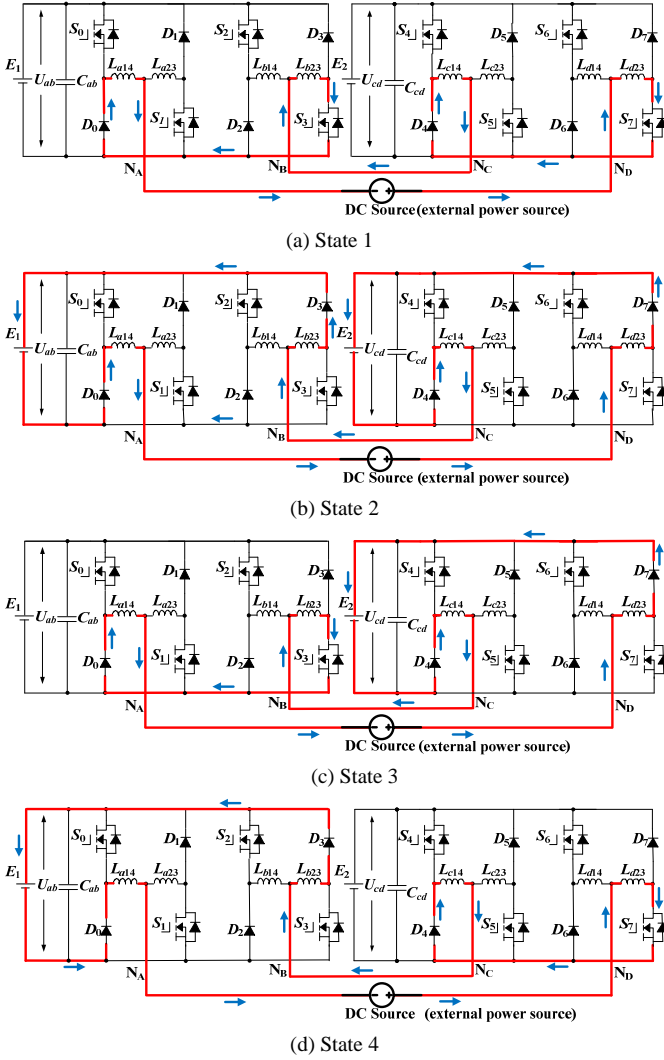 S0 D1 S2 D3 S4 D5 S6 D7
E1 Uab Cab La14 La23 Lb14 Lb23 E2 Ucd Ccd Lc14 Lc23 Ld14 Ld23
D0 S1 D2 S3 D4 S5 D6 S7
NA NB NC ND
DC Source (external power source)
(a) State 1
S0 D1 S2 D3 S4 D5 S6 D7
E1 Uab Cab La14 La23 Lb14 Lb23 E2 Ucd Ccd Lc14 Lc23 Ld14 Ld23
D0 S1 D2 S3 D4 S5 D6 S7
NA NB NC ND
DC Source (external power source)
(b) State 2
S0 D1 S2 D3 S4 D5 S6 D7
E1 Uab Cab La14 La23 Lb14 Lb23 E2 Ucd Ccd Lc14 Lc23 Ld14 Ld23
D0 S1 D2 S3 D4 S5 D6 S7
NA NB NC ND
DC Source (external power source)
(c) State 3
S0 D1 S2 D3 S4 D5 S6 D7
E1 Uab Cab La14 La23 Lb14 Lb23 E2 Ucd Ccd Lc14 Lc23 Ld14 Ld23
D0 S1 D2 S3 D4 S5 D6 S7
NA NB NC ND
DC Source (external power source)
(d) State 4